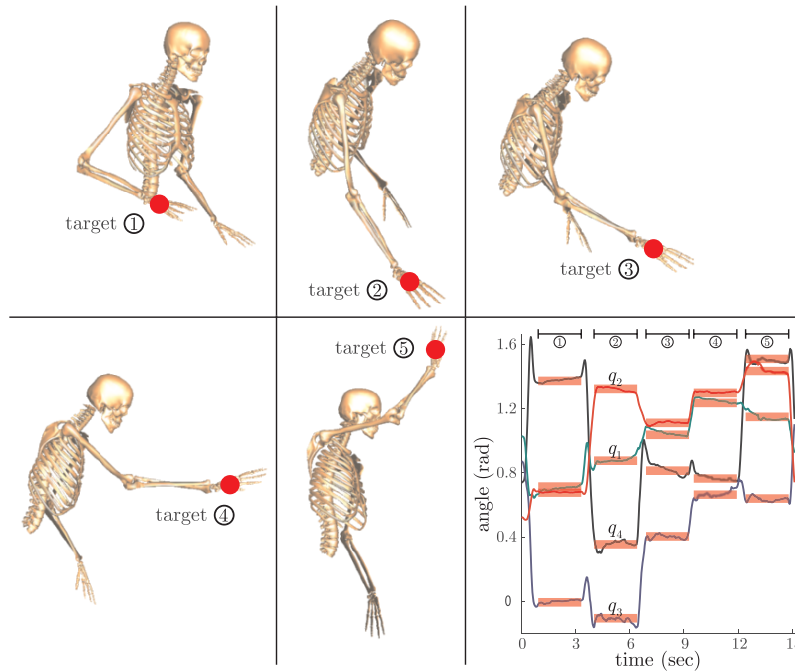 target ①
target ②
target ③
target ④
target ⑤
① ② ③ ④ ⑤
1.6
1.2
0.8
0.4
0
angle (rad)
q₂
q₁
q₄
q₃
0 3 6 9 12
time (sec)